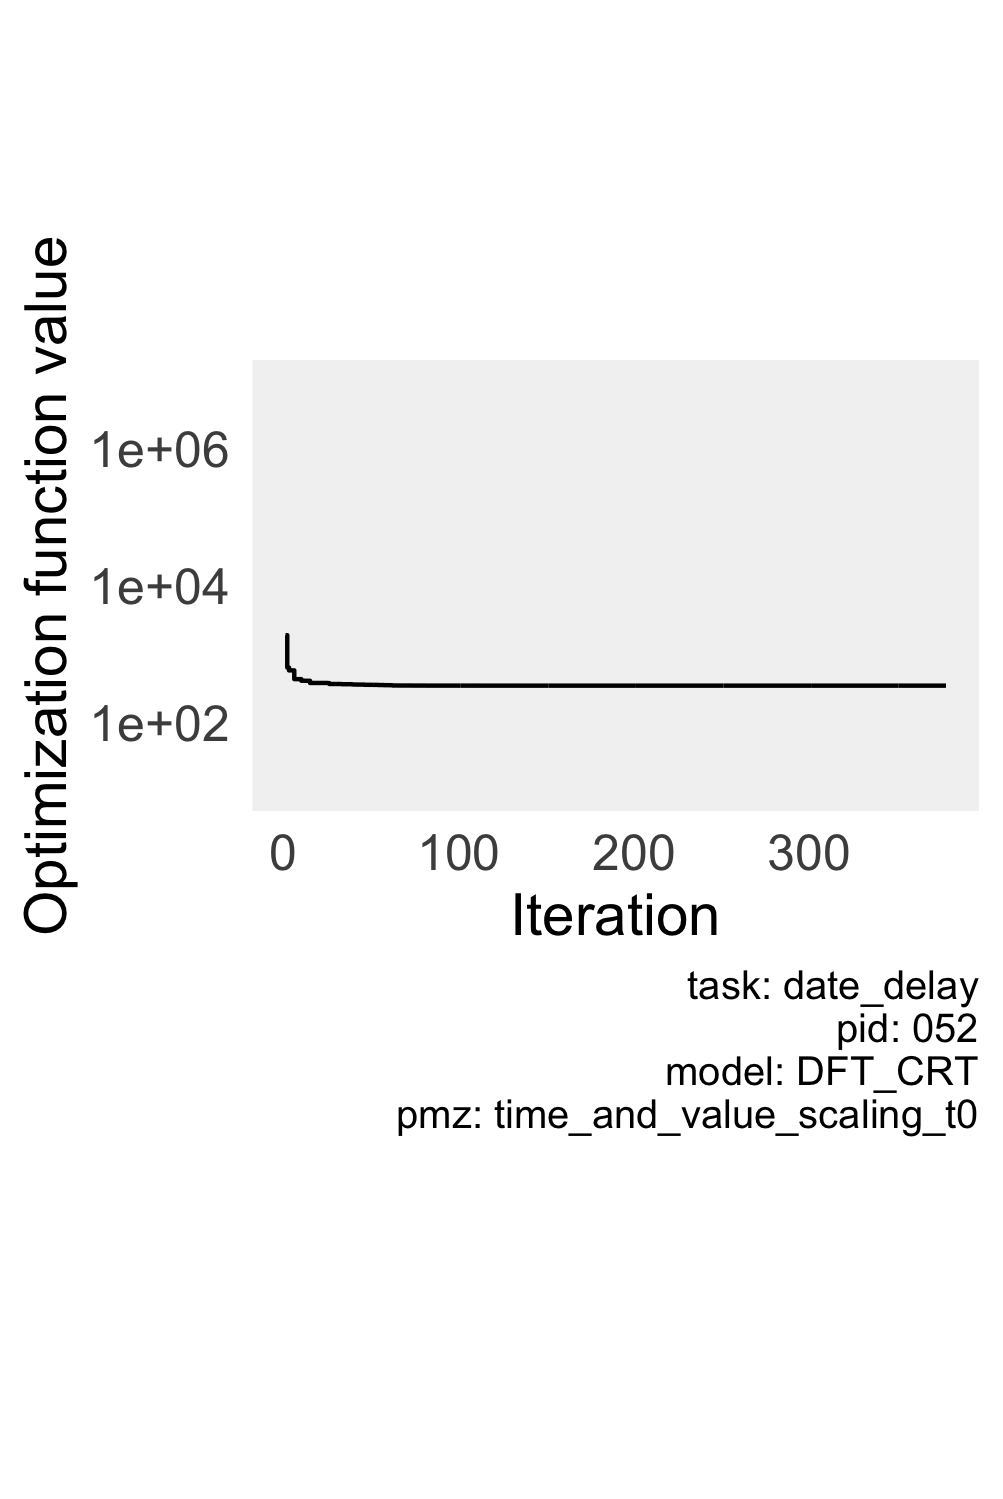 Optimization function value
1e+06
1e+04
1e+02
0 100 200 300
Iteration
task: date_delay
pid: 052
model: DFT_CRT
pmz: time_and_value_scaling_t0